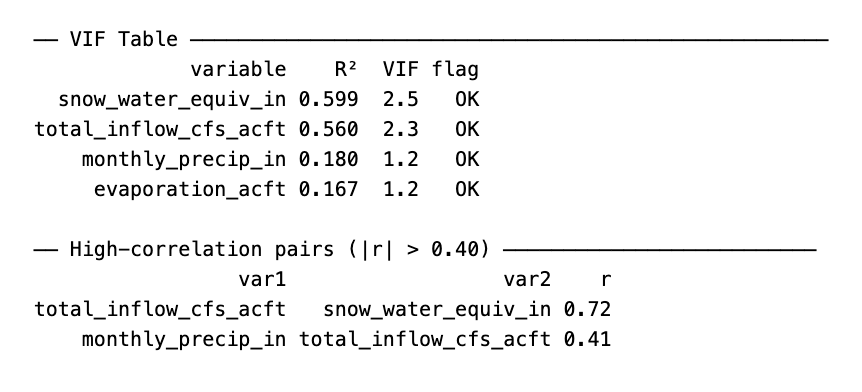 ── VIF Table ─────────────────────────────────────────────────────
variable R² VIF flag
snow_water_equiv_in 0.599 2.5 OK
total_inflow_cfs_acft 0.560 2.3 OK
monthly_precip_in 0.180 1.2 OK
evaporation_acft 0.167 1.2 OK
── High-correlation pairs (|r| > 0.40) ──────────────────────────
var1 var2 r
total_inflow_cfs_acft snow_water_equiv_in 0.72
monthly_precip_in total_inflow_cfs_acft 0.41